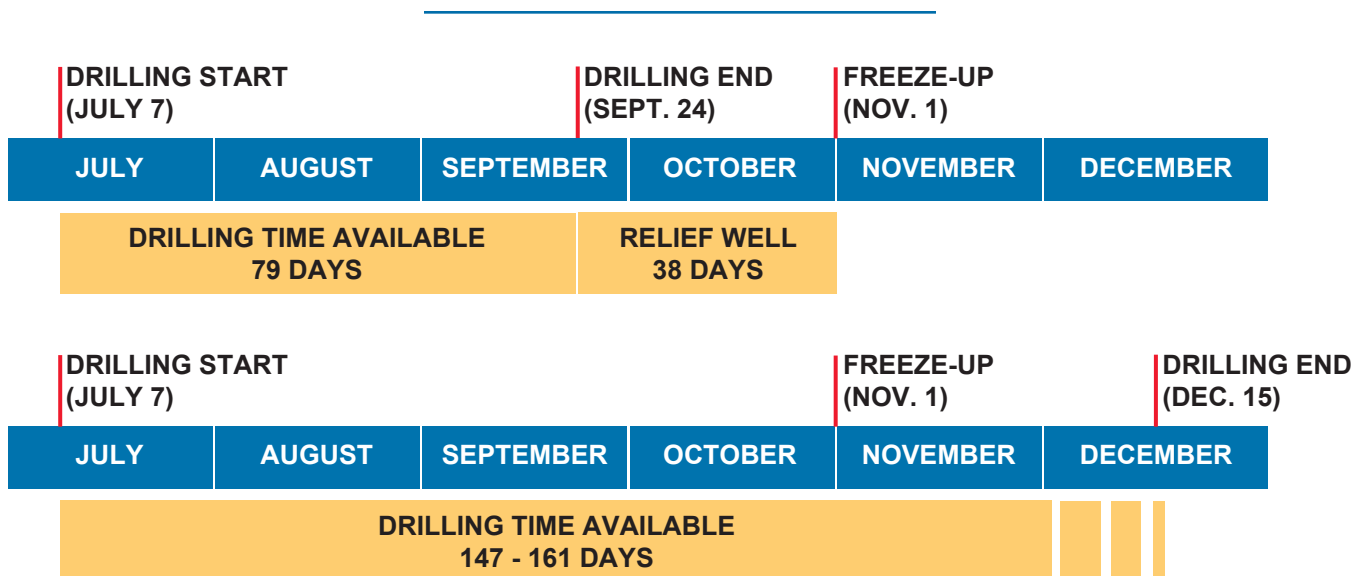 DRILLING START
(JULY 7)
DRILLING END
(SEPT. 24)
FREEZE-UP
(NOV. 1)
JULY AUGUST SEPTEMBER OCTOBER NOVEMBER DECEMBER
DRILLING TIME AVAILABLE
79 DAYS
RELIEF WELL
38 DAYS
DRILLING START
(JULY 7)
FREEZE-UP
(NOV. 1)
DRILLING END
(DEC. 15)
JULY AUGUST SEPTEMBER OCTOBER NOVEMBER DECEMBER
DRILLING TIME AVAILABLE
147 - 161 DAYS